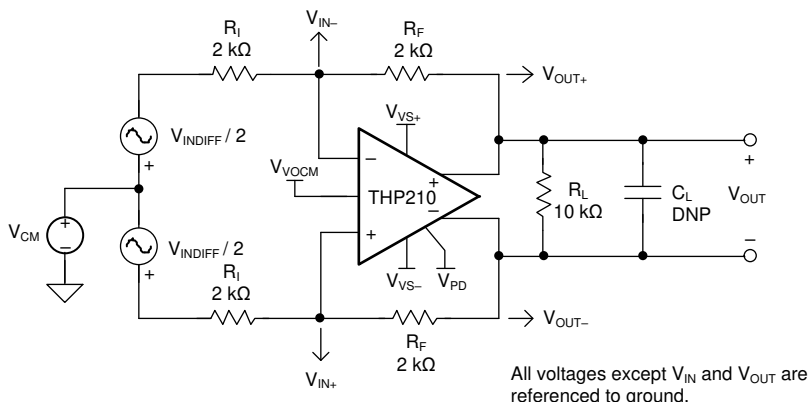 V_IN–
R_I
2 kΩ
R_F
2 kΩ
V_OUT+
V_VS+
V_INDIFF / 2
+
–
V_VOCM
THP210
+
–
+
R_L
10 kΩ
C_L
DNP
+
V_OUT
–
V_CM
+
–
V_INDIFF / 2
+
R_I
2 kΩ
V_VS–
V_PD
R_F
2 kΩ
V_OUT–
V_IN+
All voltages except V_IN and V_OUT are
referenced to ground.